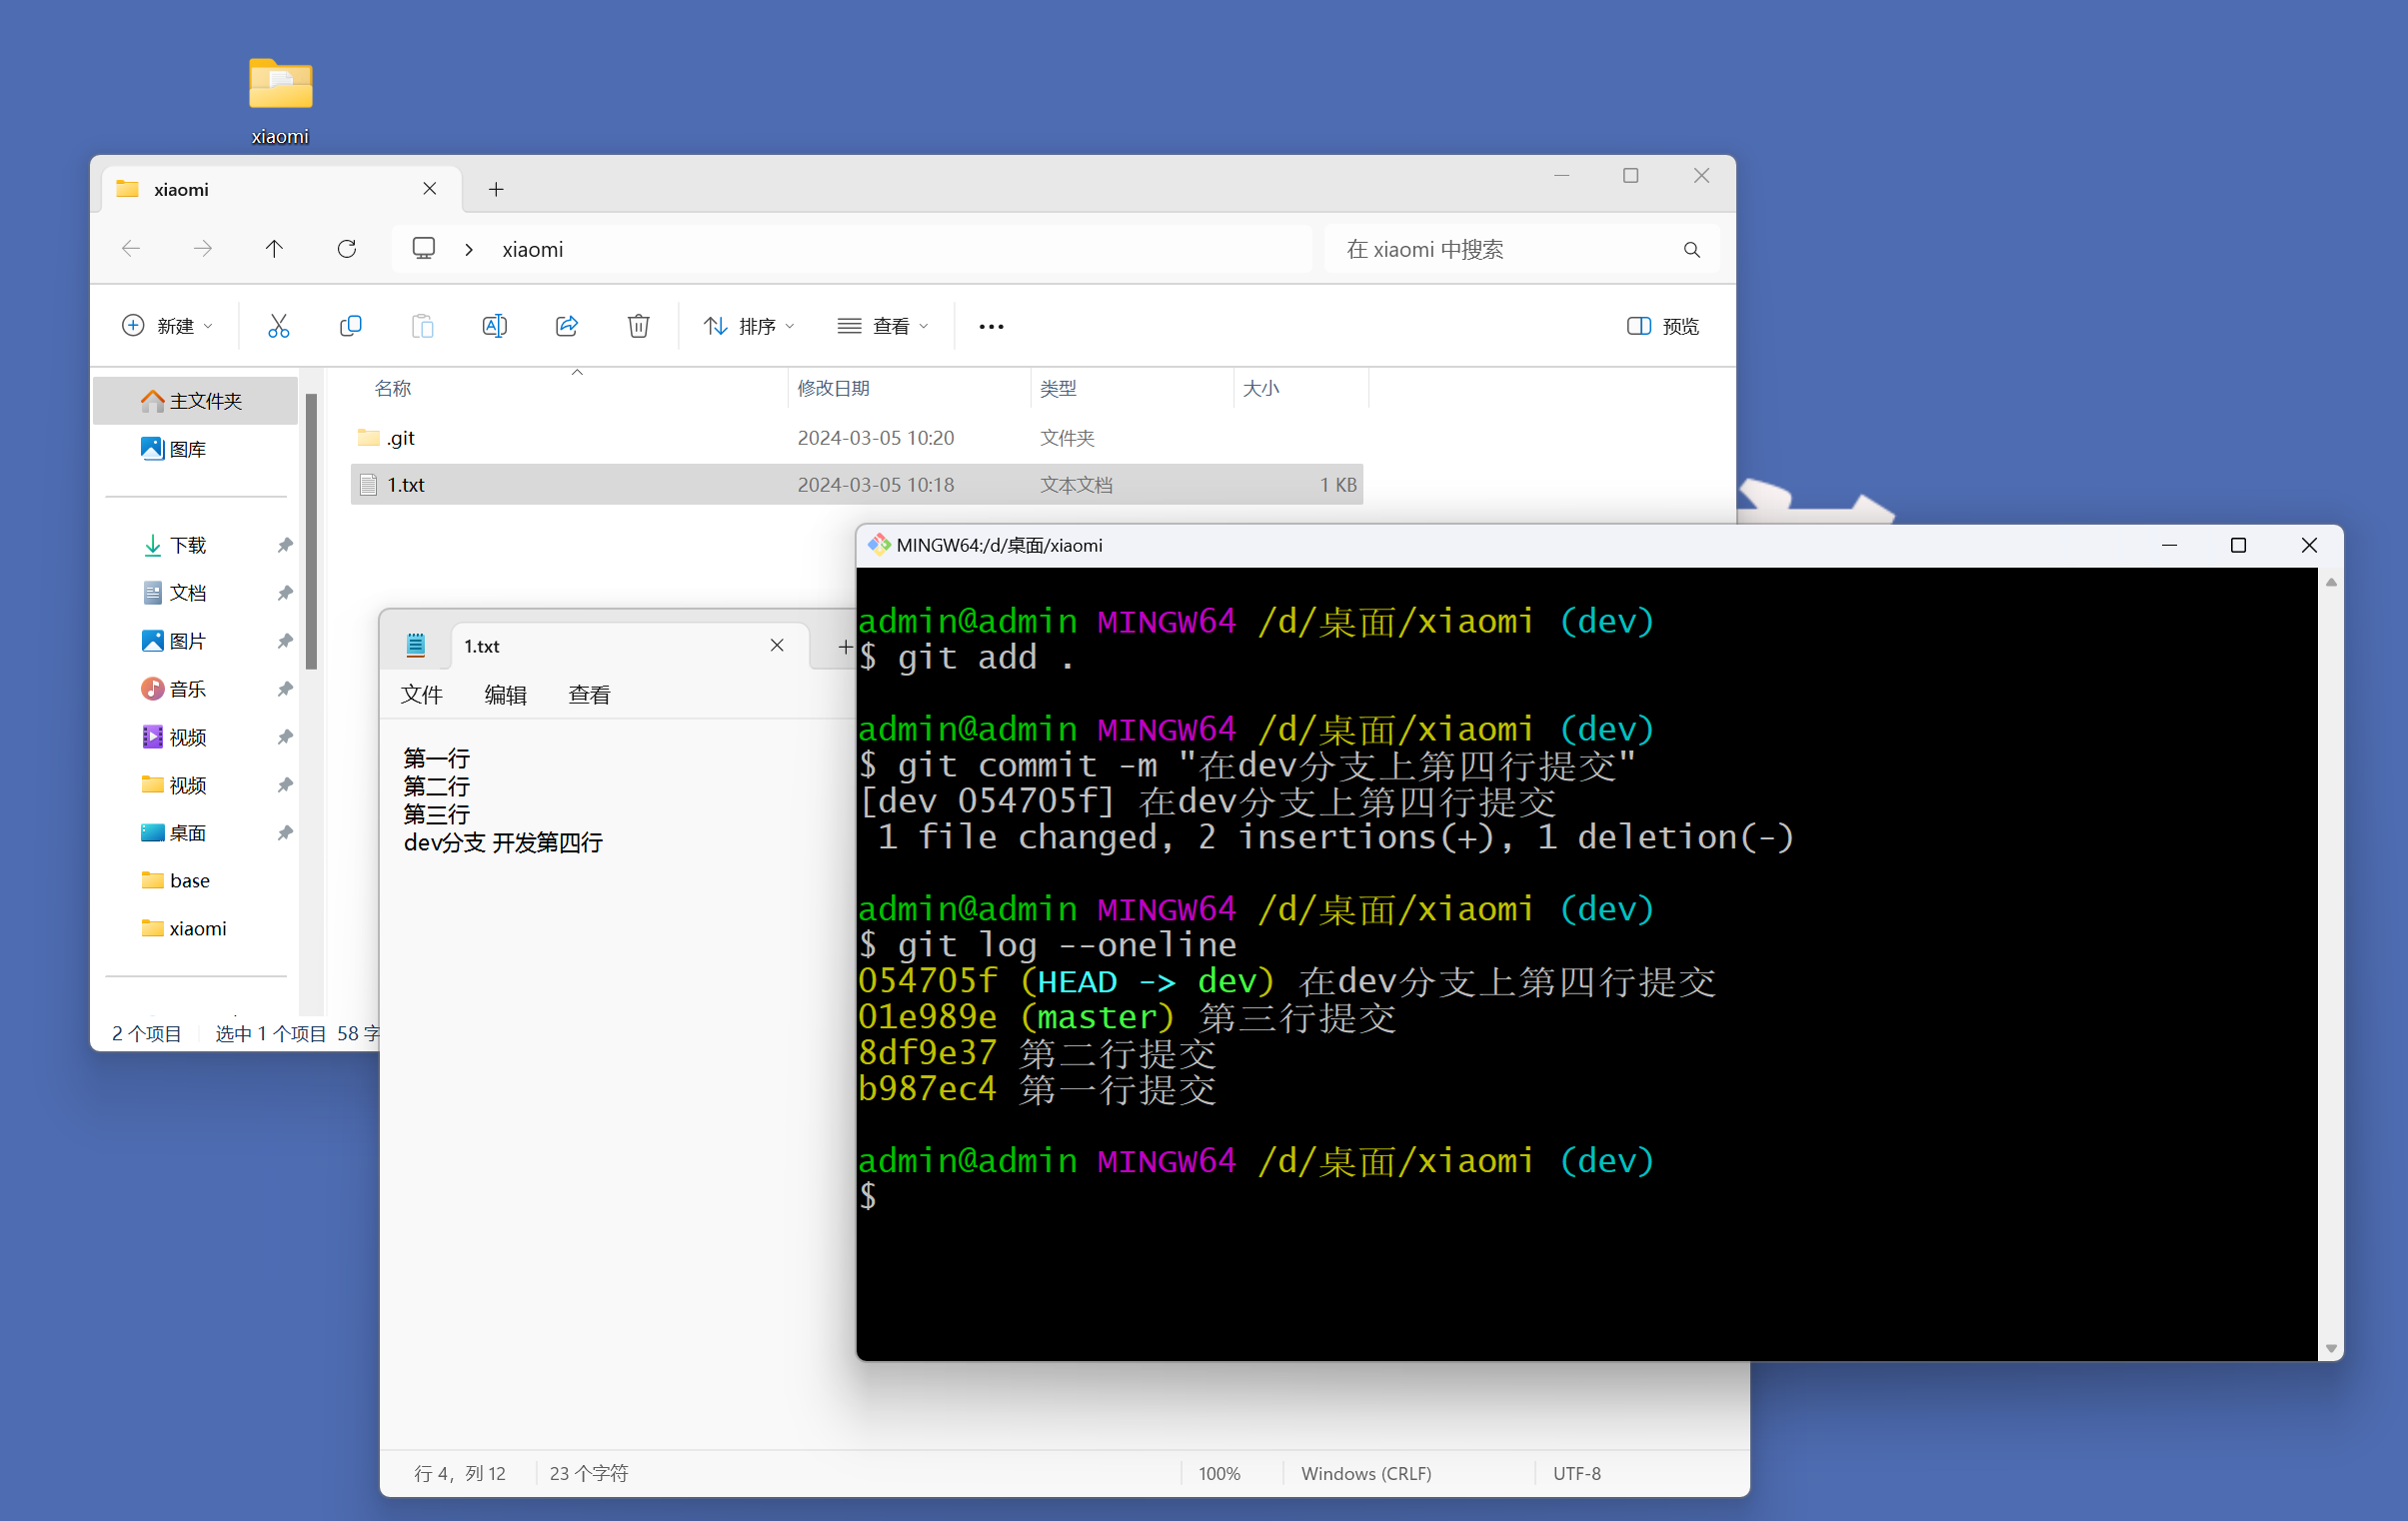 xiaomi
xiaomi
xiaomi
在 xiaomi 中搜索
新建
排序
查看
预览
主文件夹
图库
下载
文档
图片
音乐
视频
视频
桌面
base
xiaomi
名称 修改日期 类型 大小
.git 2024-03-05 10:20 文件夹
1.txt 2024-03-05 10:18 文本文档 1 KB
2 个项目 选中 1 个项目 58 字
1.txt
文件 编辑 查看
第一行
第二行
第三行
dev分支 开发第四行
行 4，列 12 23 个字符 100% Windows (CRLF) UTF-8
MINGW64:/d/桌面/xiaomi
admin@admin MINGW64 /d/桌面/xiaomi (dev)
$ git add .
admin@admin MINGW64 /d/桌面/xiaomi (dev)
$ git commit -m "在dev分支上第四行提交"
[dev 054705f] 在dev分支上第四行提交
1 file changed, 2 insertions(+), 1 deletion(-)
admin@admin MINGW64 /d/桌面/xiaomi (dev)
$ git log --oneline
054705f (HEAD -> dev) 在dev分支上第四行提交
01e989e (master) 第三行提交
8df9e37 第二行提交
b987ec4 第一行提交
admin@admin MINGW64 /d/桌面/xiaomi (dev)
$